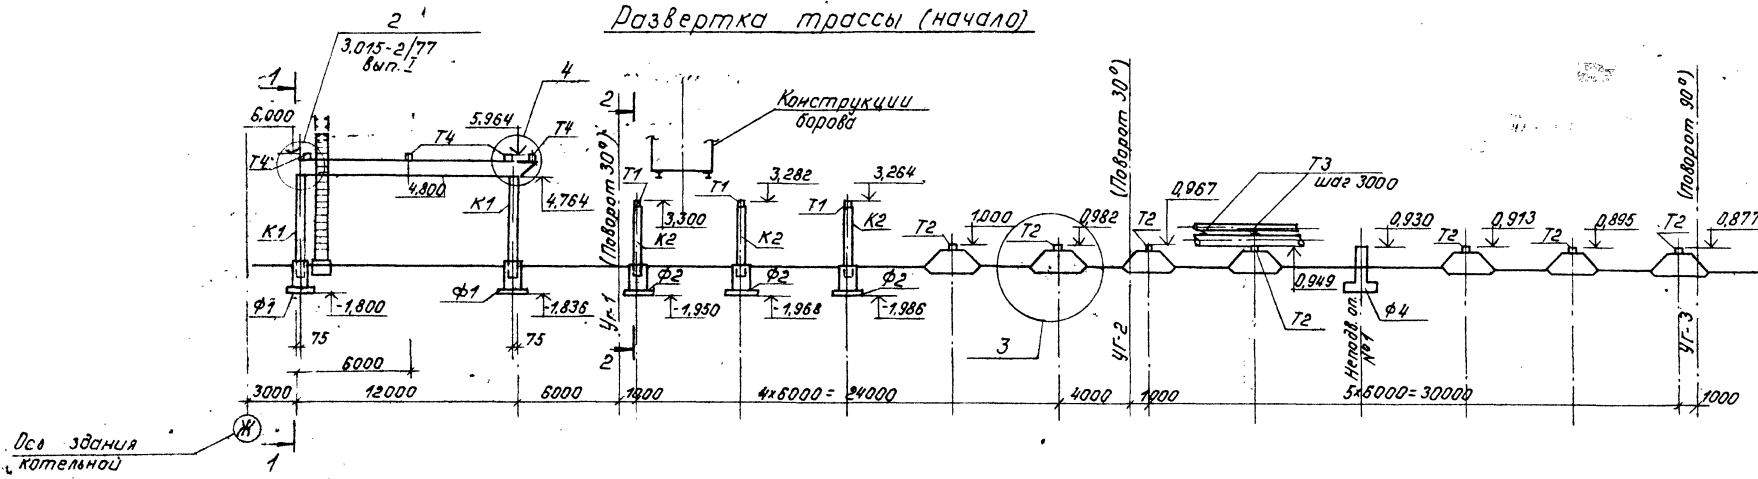 Развертка трассы (начало)
2
3.015-2/77
вып. I
4
1
6,000
5,964
Т4
Т4
Т4
4,800
4,764
К1
К1
Ф1
-1,800
Ф1
-1,836
75
75
6000
3000
12000
6000
1000
4х6000=24000
4000
1000
5х6000=30000
1000
Ж
Ось здания
котельной
1
2
2
(Поворот 30°)
Уг-1
Конструкции
борова
Т1
Т1
Т1
3,300
3,282
3,264
К2
К2
К2
Ф2
Ф2
Ф2
-1,950
-1,968
-1,986
Т2
1,000
Т2
0,982
3
(Поворот 30°)
УГ-2
Т2
0,967
Т3
шаг 3000
0,949
Т2
Неподв. оп.
№1
0,930
Ф4
Т2
0,913
Т2
0,895
Т2
0,877
(поворот 90°)
УГ-3